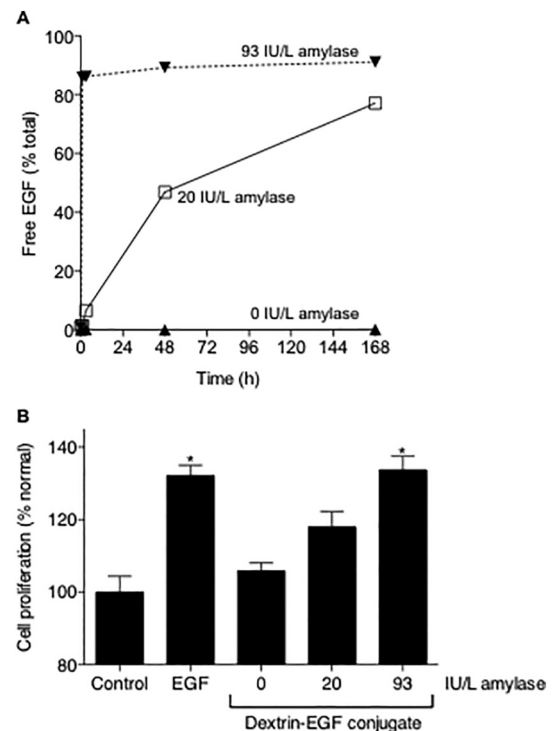 A
100
93 IU/L amylase
80
60
40
20 IU/L amylase
20
0 IU/L amylase
0
0 24 48 72 96 120 144 168
Free EGF (% total)
Time (h)
B
140
120
100
80
Cell proliferation (% normal)
* *
Control EGF 0 20 93 IU/L amylase
Dextrin-EGF conjugate